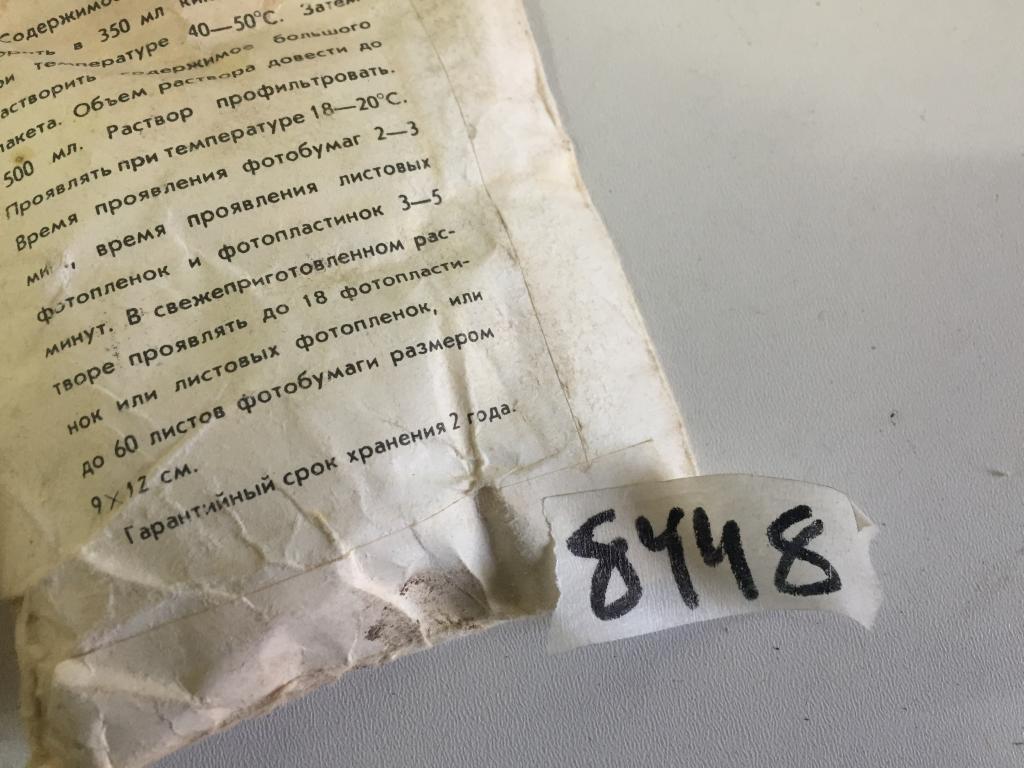 Содержимо
в 350 мл
температуре 40—50°С. Затем
астворить содержимое большого
пакета. Объем раствора довести до
500 мл. Раствор профильтровать.
Проявлять при температуре 18—20°С.
Время проявления фотобумаг 2—3
время проявления листовых
фотопленок и фотопластинок 3—5
минут. В свежеприготовленном рас-
творе проявлять до 18 фотопласти-
нок или листовых фотопленок, или
до 60 листов фотобумаги размером
9×12 см.
Гарантийный срок хранения 2 года.
8448